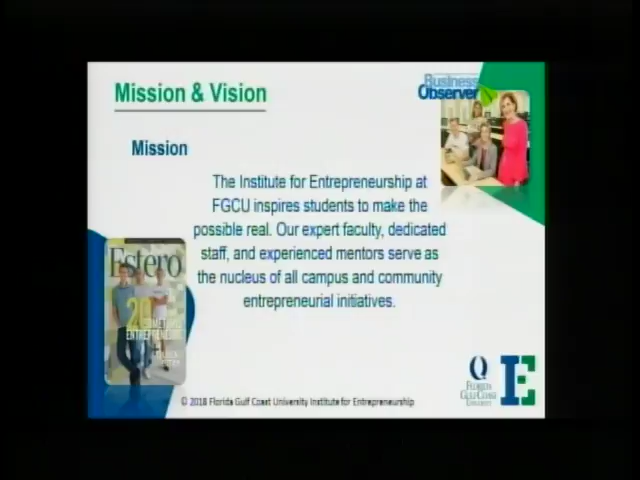 Mission & Vision
Business
Observer
Mission
The Institute for Entrepreneurship at
FGCU inspires students to make the
possible real. Our expert faculty, dedicated
staff, and experienced mentors serve as
the nucleus of all campus and community
entrepreneurial initiatives.
Estero
20
ENTREPRENEURS
FLORIDA
GULF COAST
UNIVERSITY
E
© 2018 Florida Gulf Coast University Institute for Entrepreneurship